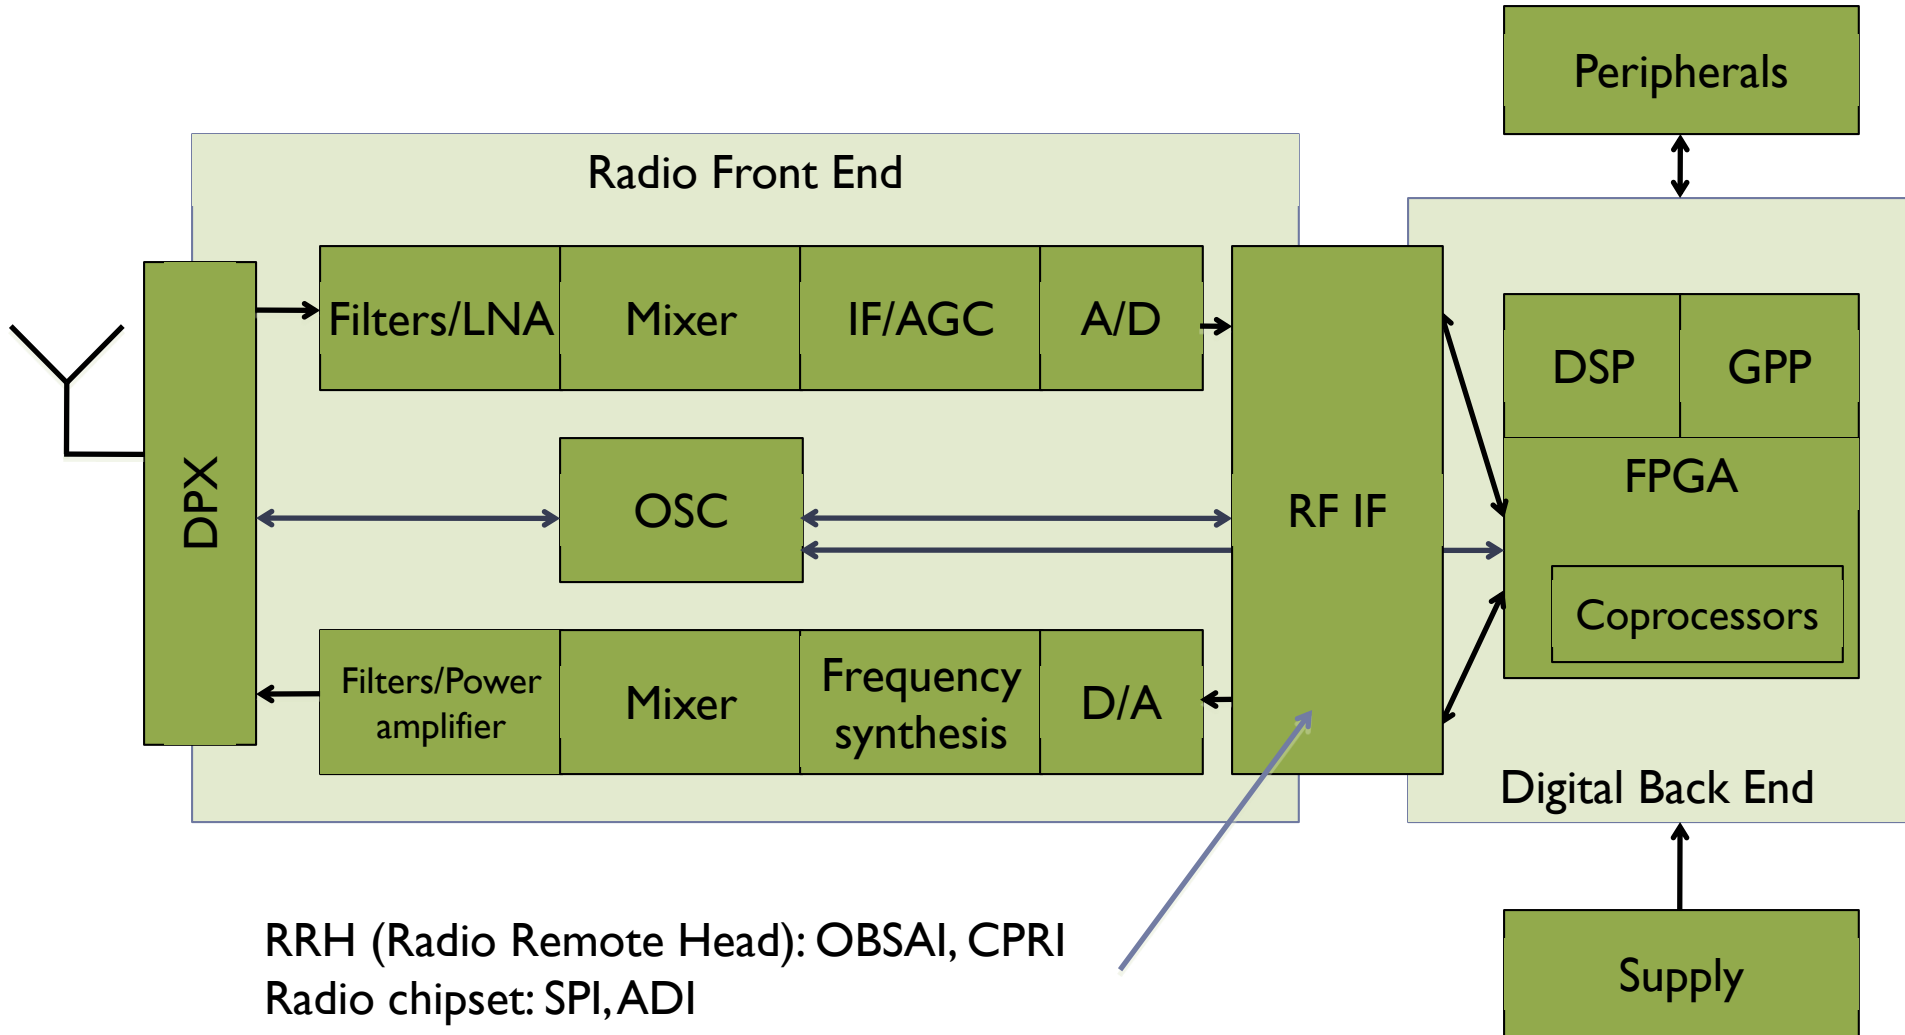 Peripherals
Radio Front End
Filters/LNA
Mixer
IF/AGC
A/D
DPX
OSC
RF IF
DSP
GPP
FPGA
Coprocessors
Filters/Power
amplifier
Mixer
Frequency
synthesis
D/A
Digital Back End
RRH (Radio Remote Head): OBSAI, CPRI
Radio chipset: SPI, ADI
Supply